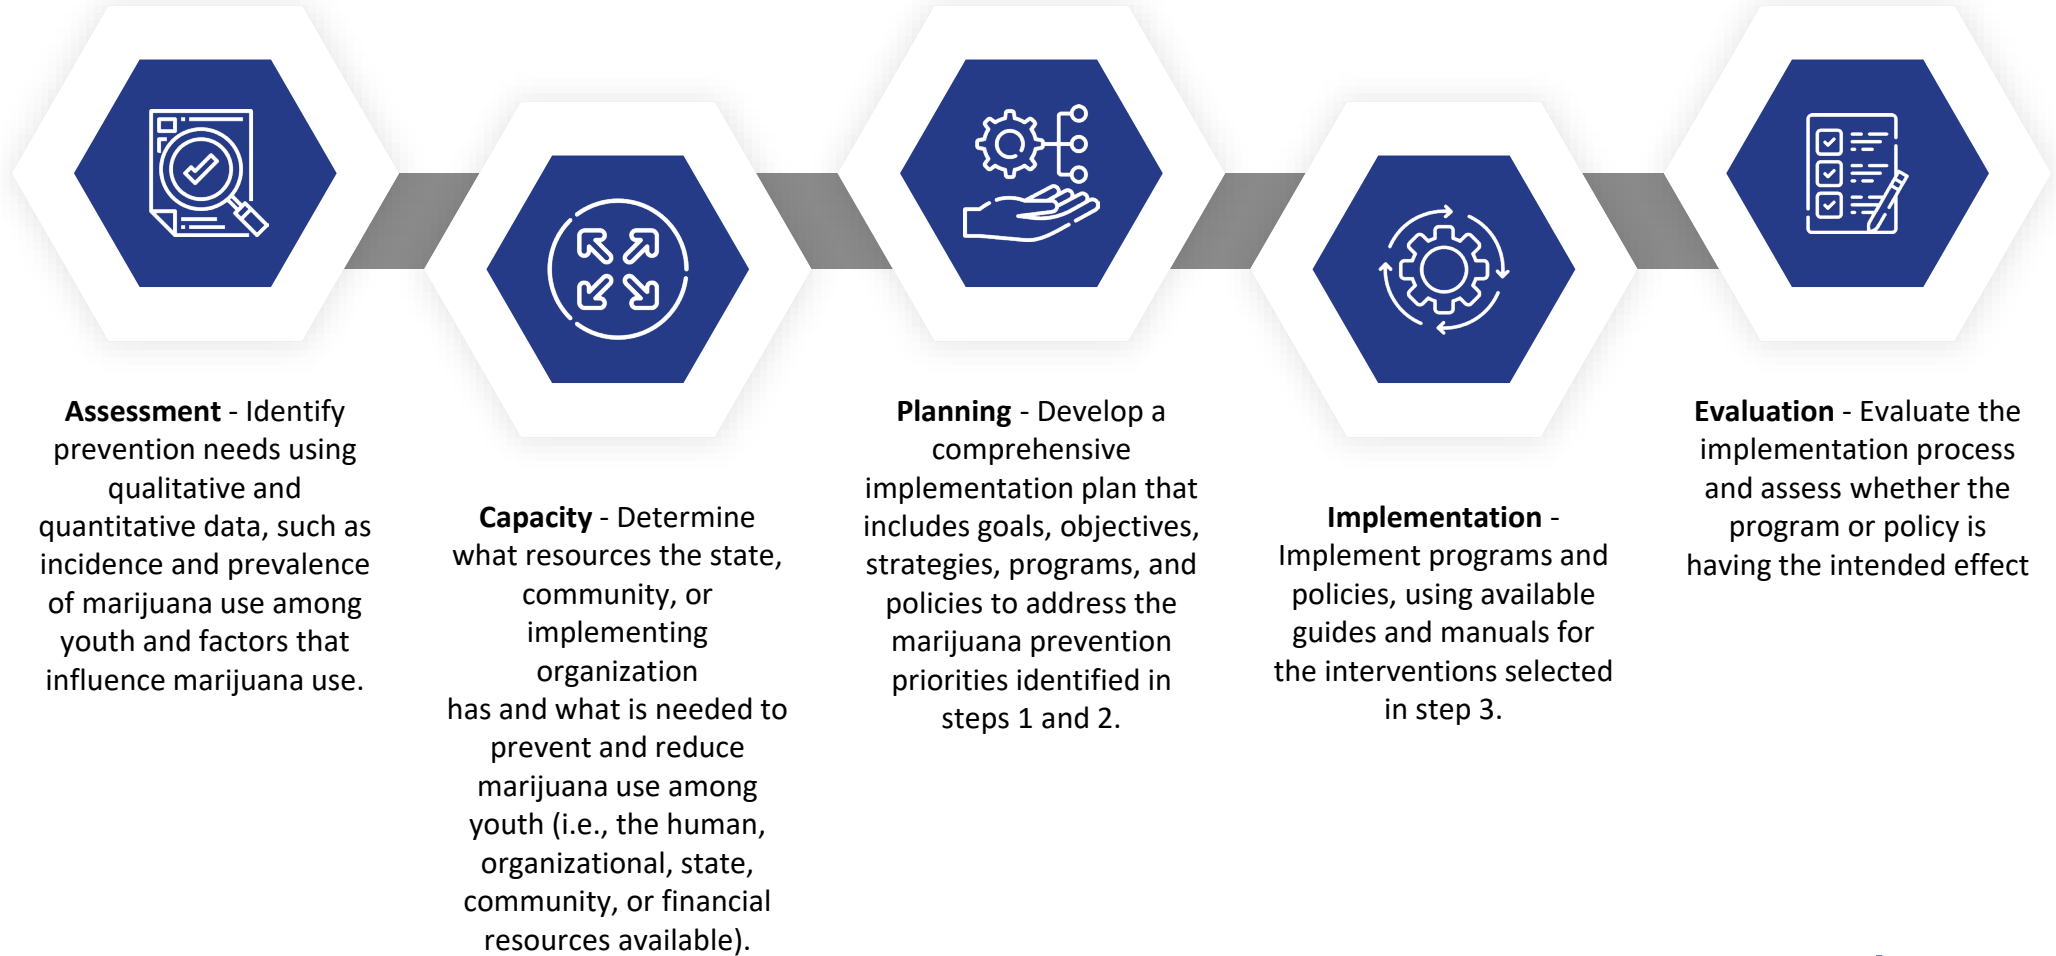 Assessment - Identify
prevention needs using
qualitative and
quantitative data, such as
incidence and prevalence
of marijuana use among
youth and factors that
influence marijuana use.
Capacity - Determine
what resources the state,
community, or
implementing
organization
has and what is needed to
prevent and reduce
marijuana use among
youth (i.e., the human,
organizational, state,
community, or financial
resources available).
Planning - Develop a
comprehensive
implementation plan that
includes goals, objectives,
strategies, programs, and
policies to address the
marijuana prevention
priorities identified in
steps 1 and 2.
Implementation -
Implement programs and
policies, using available
guides and manuals for
the interventions selected
in step 3.
Evaluation - Evaluate the
implementation process
and assess whether the
program or policy is
having the intended effect